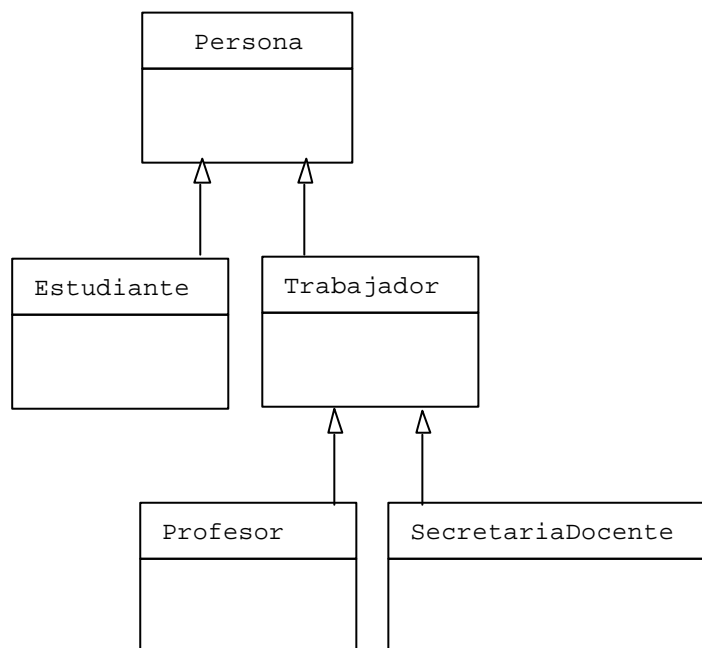 Persona
Estudiante
Trabajador
Profesor
SecretariaDocente